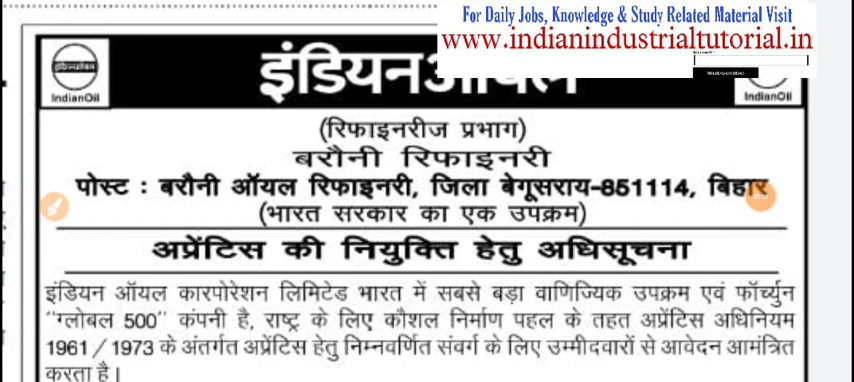 For Daily Jobs, Knowledge & Study Related Material Visit
www.indianindustrialtutorial.in
Subscribe
इंडियनऑयल
IndianOil
IndianOil
(रिफाइनरीज प्रभाग)
बरौनी रिफाइनरी
पोस्ट : बरौनी ऑयल रिफाइनरी, जिला बेगूसराय-851114, बिहार
(भारत सरकार का एक उपक्रम)
अप्रेंटिस की नियुक्ति हेतु अधिसूचना
इंडियन ऑयल कारपोरेशन लिमिटेड भारत में सबसे बड़ा वाणिज्यिक उपक्रम एवं फॉर्च्युन
"ग्लोबल 500" कंपनी है, राष्ट्र के लिए कौशल निर्माण पहल के तहत अप्रेंटिस अधिनियम
1961 / 1973 के अंतर्गत अप्रेंटिस हेतु निम्नवर्णित संवर्ग के लिए उम्मीदवारों से आवेदन आमंत्रित
करता है।